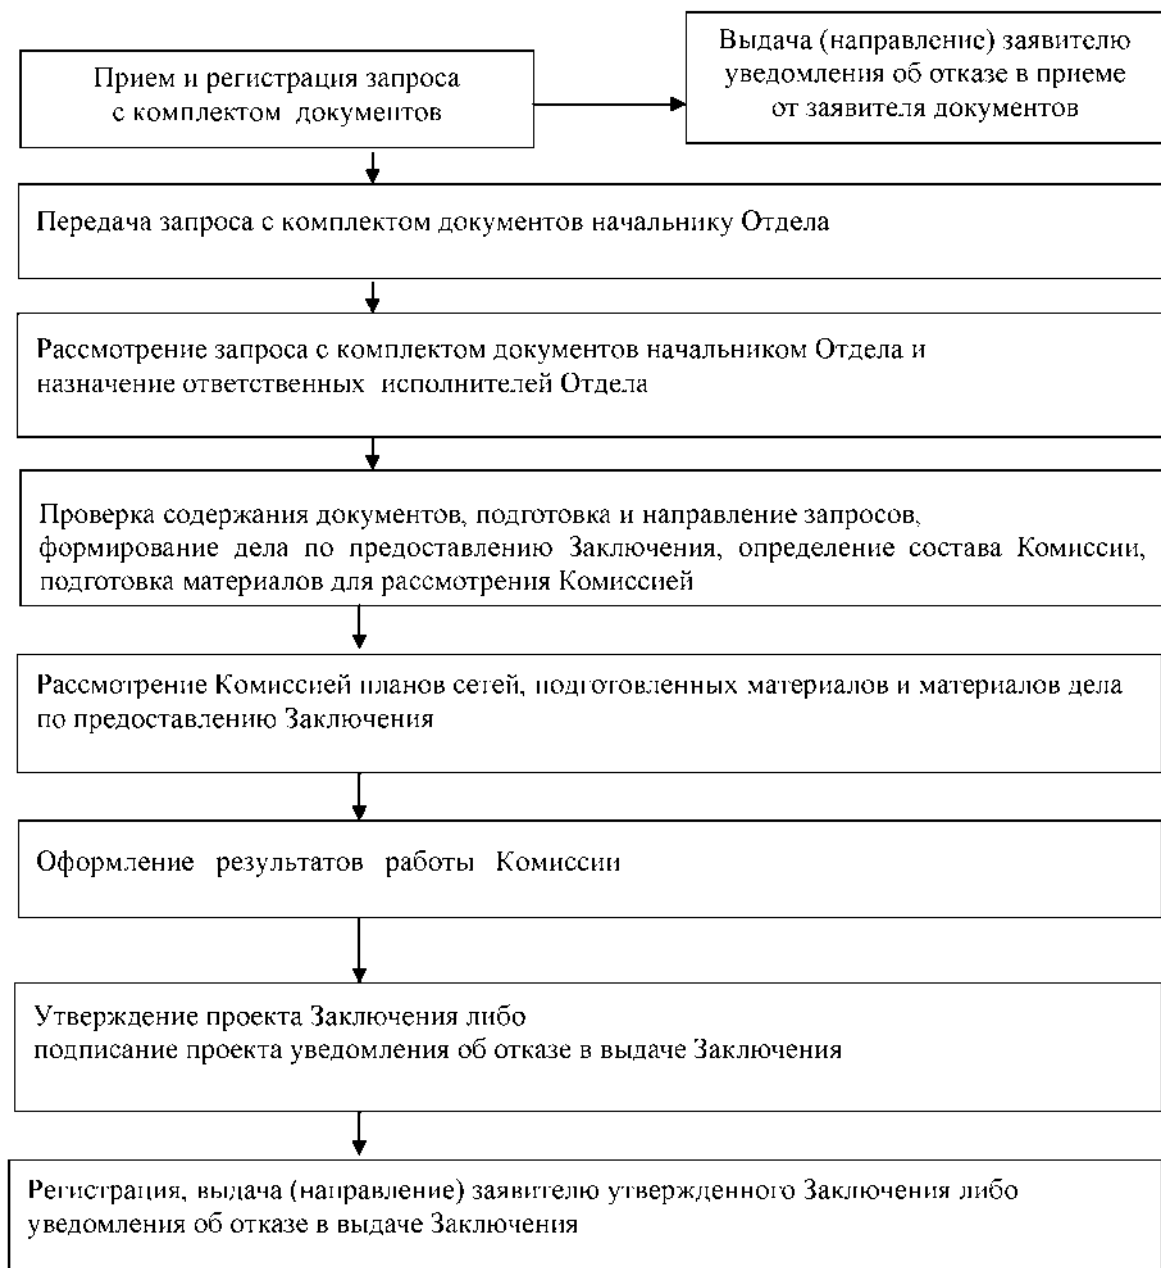 Прием и регистрация запроса
с комплектом документов
Выдача (направление) заявителю
уведомления об отказе в приеме
от заявителя документов
Передача запроса с комплектом документов начальнику Отдела
Рассмотрение запроса с комплектом документов начальником Отдела и
назначение ответственных исполнителей Отдела
Проверка содержания документов, подготовка и направление запросов,
формирование дела по предоставлению Заключения, определение состава Комиссии,
подготовка материалов для рассмотрения Комиссией
Рассмотрение Комиссией планов сетей, подготовленных материалов и материалов дела
по предоставлению Заключения
Оформление результатов работы Комиссии
Утверждение проекта Заключения либо
подписание проекта уведомления об отказе в выдаче Заключения
Регистрация, выдача (направление) заявителю утвержденного Заключения либо
уведомления об отказе в выдаче Заключения